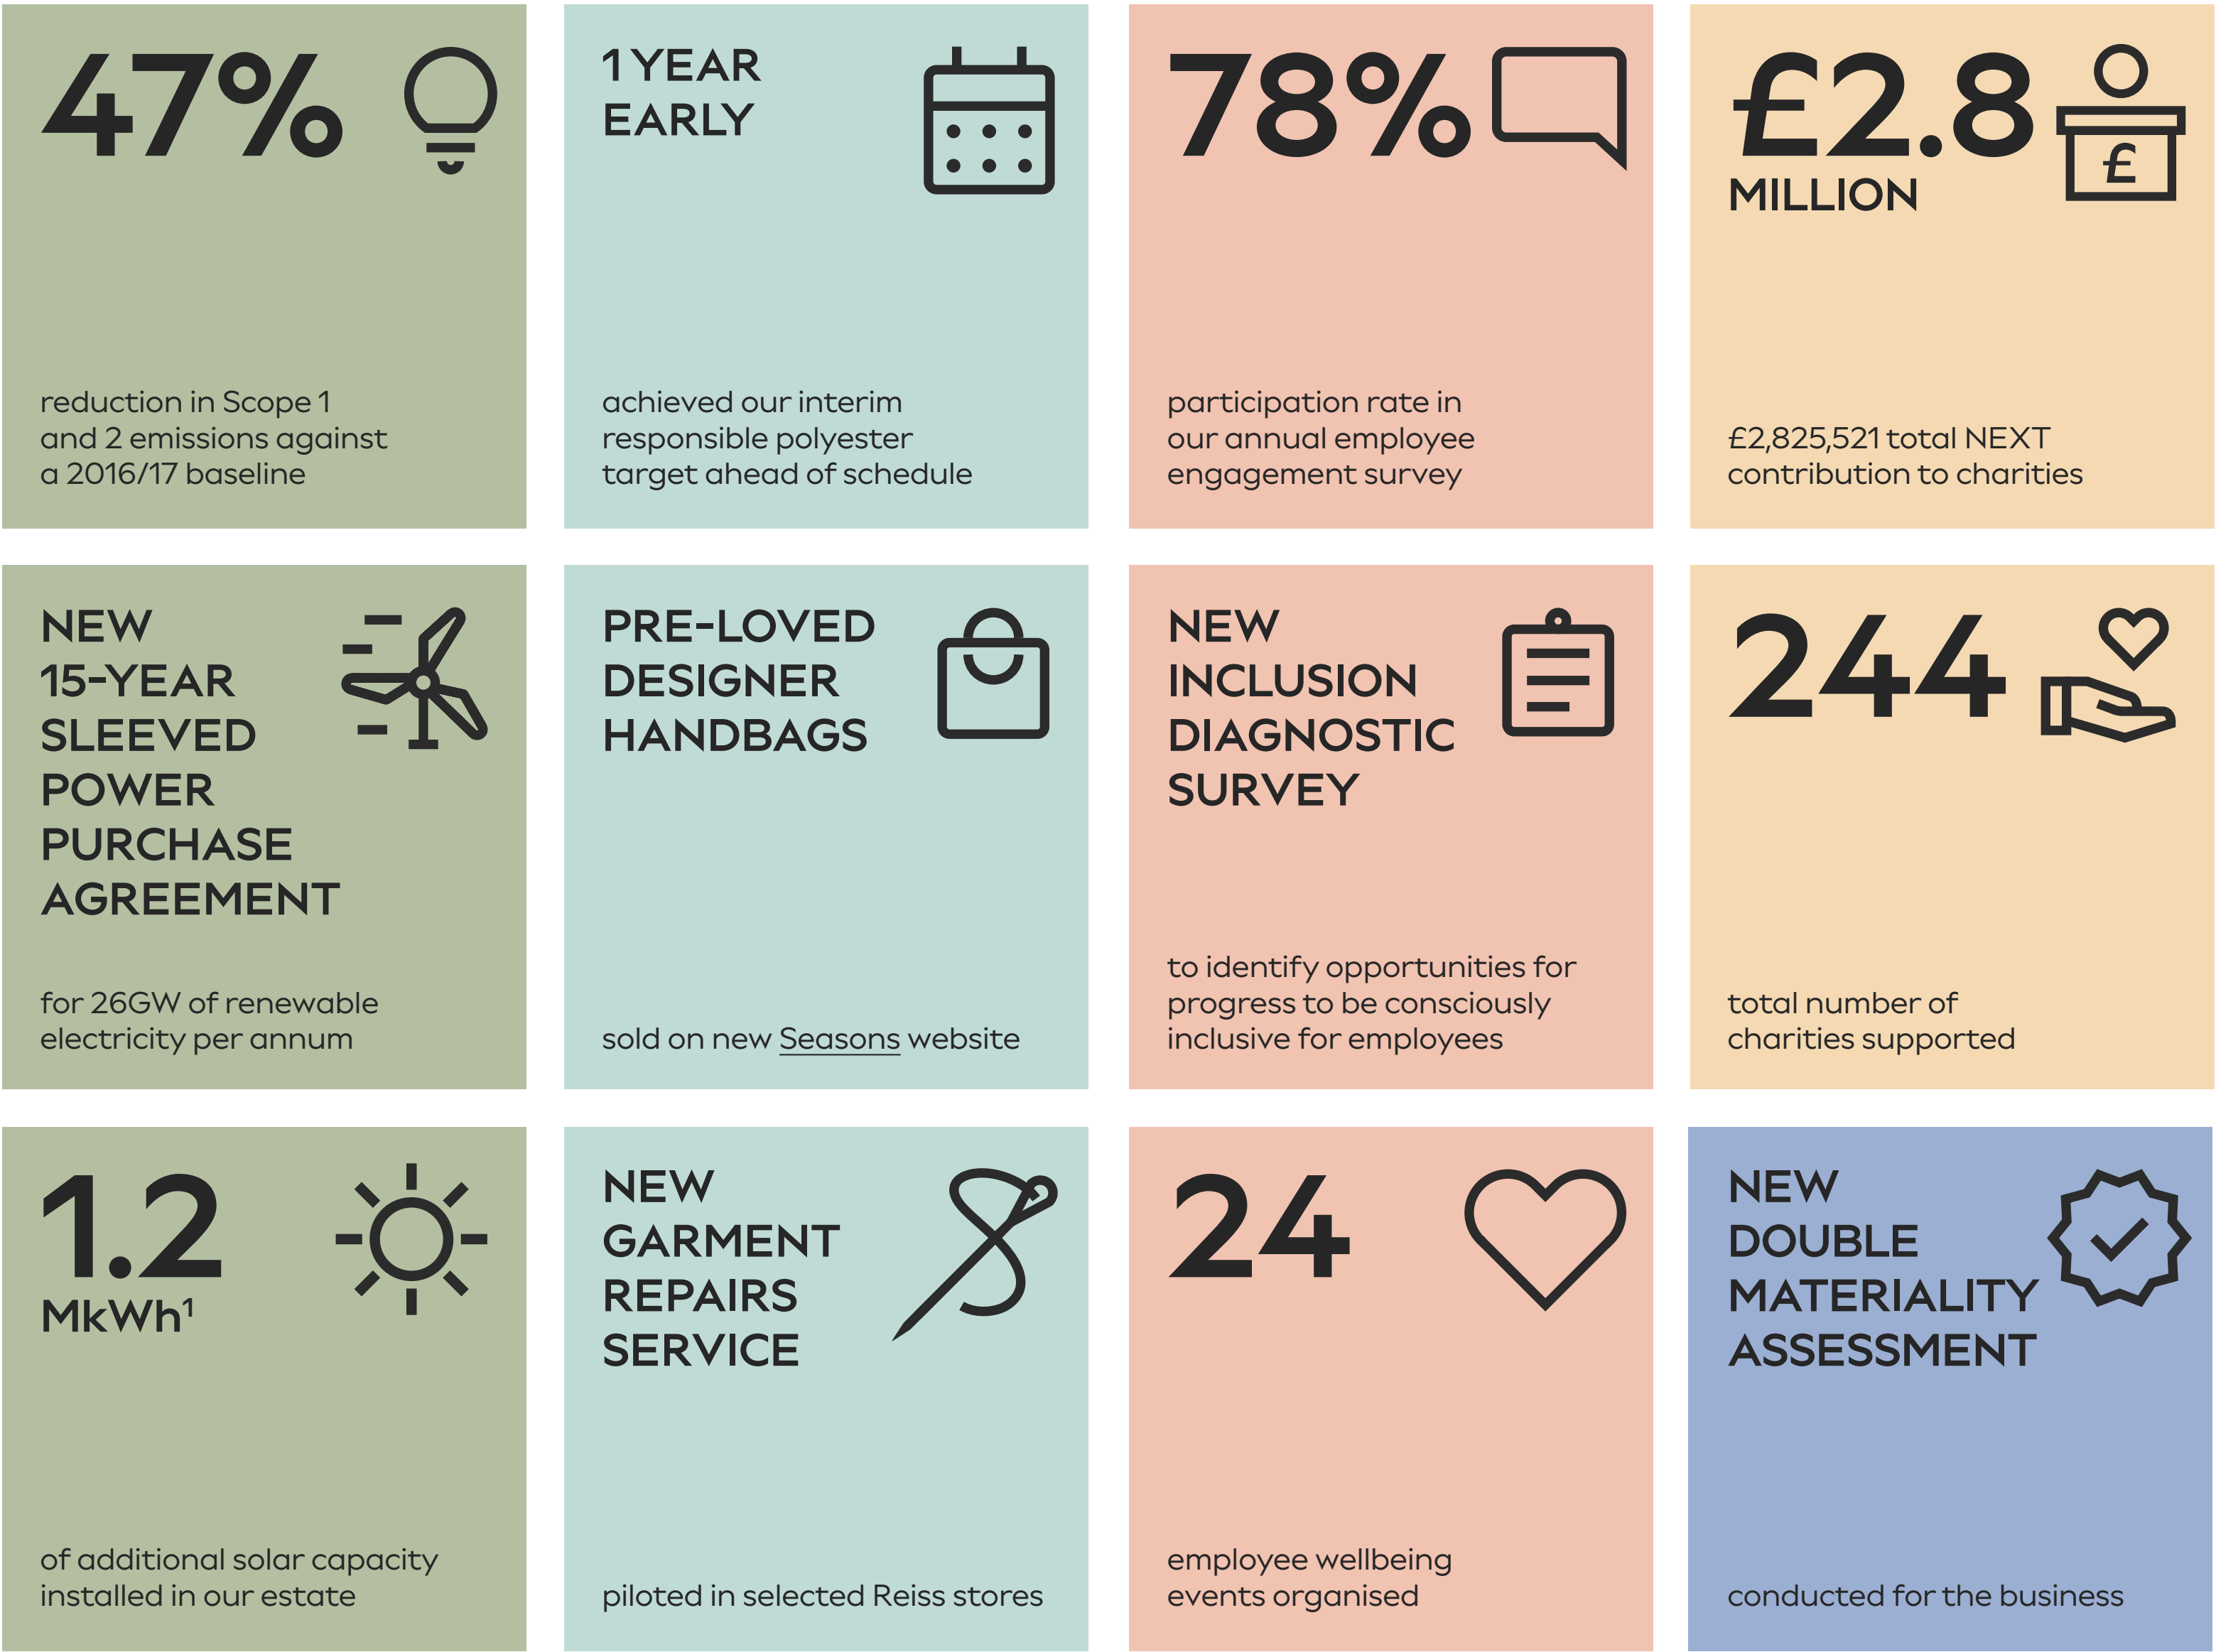 47%
reduction in Scope 1
and 2 emissions against
a 2016/17 baseline
1 YEAR
EARLY
achieved our interim
responsible polyester
target ahead of schedule
78%
participation rate in
our annual employee
engagement survey
£2.8
MILLION
£
£2,825,521 total NEXT
contribution to charities
NEW
15-YEAR
SLEEVED
POWER
PURCHASE
AGREEMENT
for 26GW of renewable
electricity per annum
PRE-LOVED
DESIGNER
HANDBAGS
sold on new Seasons website
NEW
INCLUSION
DIAGNOSTIC
SURVEY
to identify opportunities for
progress to be consciously
inclusive for employees
244
total number of
charities supported
1.2
MkWh¹
of additional solar capacity
installed in our estate
NEW
GARMENT
REPAIRS
SERVICE
piloted in selected Reiss stores
24
employee wellbeing
events organised
NEW
DOUBLE
MATERIALITY
ASSESSMENT
conducted for the business